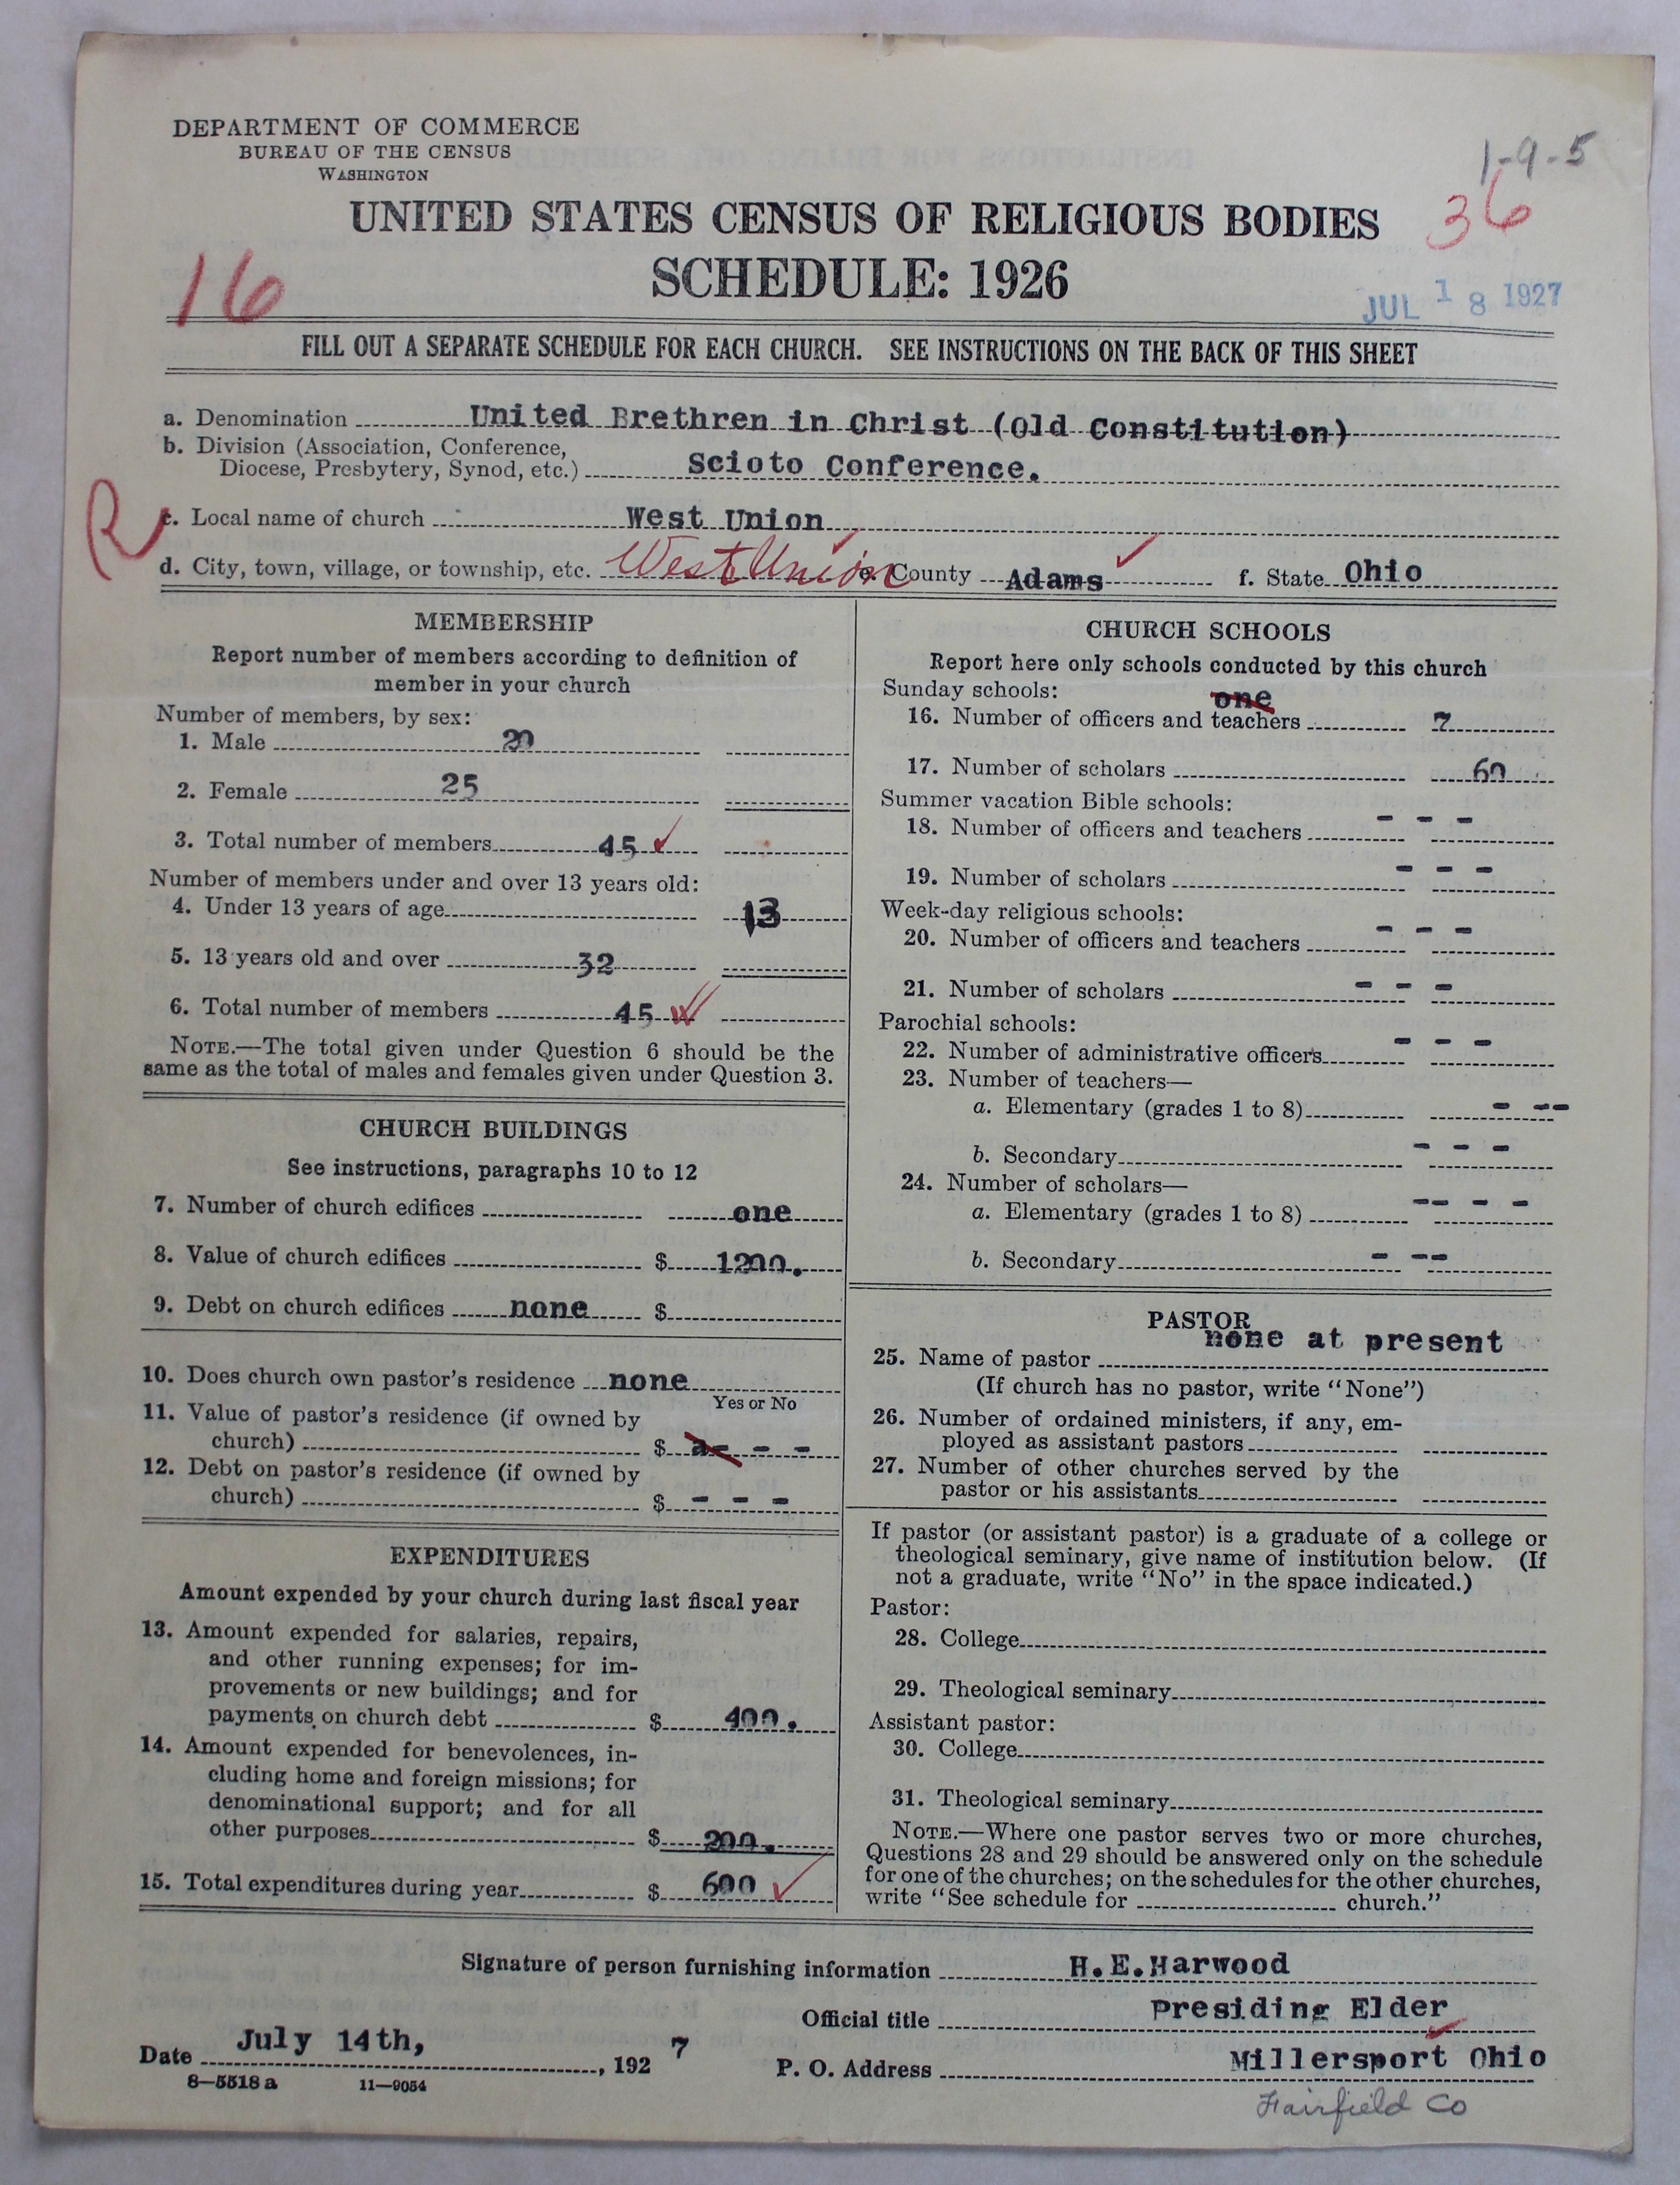 DEPARTMENT OF COMMERCE
BUREAU OF THE CENSUS
WASHINGTON
1-9-5
UNITED STATES CENSUS OF RELIGIOUS BODIES
36
16
SCHEDULE: 1926
JUL 18 1927
FILL OUT A SEPARATE SCHEDULE FOR EACH CHURCH. SEE INSTRUCTIONS ON THE BACK OF THIS SHEET
a. Denomination United Brethren in Christ (Old Constitution)
b. Division (Association, Conference,
Diocese, Presbytery, Synod, etc.) Scioto Conference.
R
c. Local name of church West Union
d. City, town, village, or township, etc. West Union e. County Adams f. State Ohio
MEMBERSHIP
Report number of members according to definition of
member in your church
Number of members, by sex:
1. Male 20
2. Female 25
3. Total number of members 45 ✓
Number of members under and over 13 years old:
4. Under 13 years of age 13
5. 13 years old and over 32
6. Total number of members 45
NOTE.—The total given under Question 6 should be the
same as the total of males and females given under Question 3.
CHURCH BUILDINGS
See instructions, paragraphs 10 to 12
7. Number of church edifices one
8. Value of church edifices $ 1200.
9. Debt on church edifices none $
10. Does church own pastor's residence none
Yes or No
11. Value of pastor's residence (if owned by
church) $ - - -
12. Debt on pastor's residence (if owned by
church) $ - - -
EXPENDITURES
Amount expended by your church during last fiscal year
13. Amount expended for salaries, repairs,
and other running expenses; for im-
provements or new buildings; and for
payments on church debt $ 400.
14. Amount expended for benevolences, in-
cluding home and foreign missions; for
denominational support; and for all
other purposes $ 200.
15. Total expenditures during year $ 600 ✓
CHURCH SCHOOLS
Report here only schools conducted by this church
Sunday schools: one
16. Number of officers and teachers 7
17. Number of scholars 60
Summer vacation Bible schools:
18. Number of officers and teachers - - -
19. Number of scholars - - -
Week-day religious schools:
20. Number of officers and teachers - - -
21. Number of scholars - - -
Parochial schools:
22. Number of administrative officers - - -
23. Number of teachers—
a. Elementary (grades 1 to 8) - --
b. Secondary - - -
24. Number of scholars—
a. Elementary (grades 1 to 8) -- - -
b. Secondary - --
PASTOR
none at present
25. Name of pastor
(If church has no pastor, write "None")
26. Number of ordained ministers, if any, em-
ployed as assistant pastors
27. Number of other churches served by the
pastor or his assistants
If pastor (or assistant pastor) is a graduate of a college or
theological seminary, give name of institution below. (If
not a graduate, write "No" in the space indicated.)
Pastor:
28. College
29. Theological seminary
Assistant pastor:
30. College
31. Theological seminary
NOTE.—Where one pastor serves two or more churches,
Questions 28 and 29 should be answered only on the schedule
for one of the churches; on the schedules for the other churches,
write "See schedule for church."
Signature of person furnishing information H.E.Harwood
Official title Presiding Elder
Date July 14th, , 192 7
P. O. Address Millersport Ohio
8—5518 a 11—9054
Fairfield Co